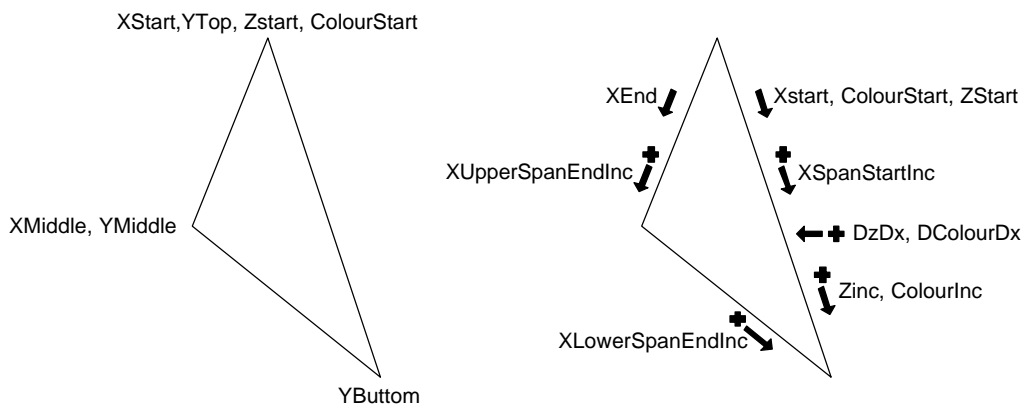 XStart,YTop, Zstart, ColourStart
XMiddle, YMiddle
YButtom
XEnd
Xstart, ColourStart, ZStart
XUpperSpanEndInc
XSpanStartInc
DzDx, DColourDx
Zinc, ColourInc
XLowerSpanEndInc